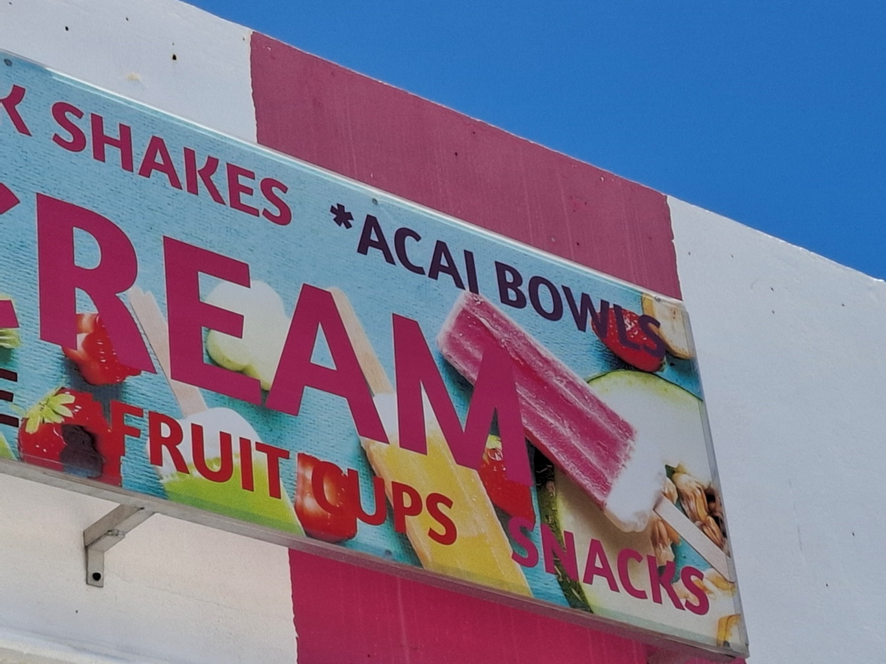 K SHAKES
*ACAI BOWLS
CREAM
E
FRUIT CUPS
SNACKS